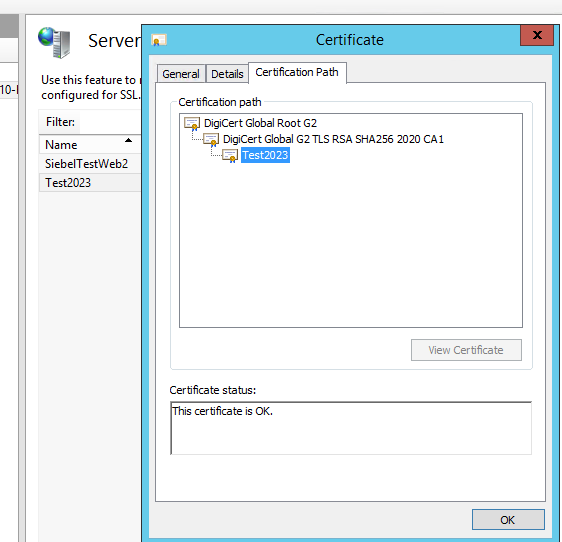 Server
Use this feature to
configured for SSL.
Filter:
Name
SiebelTestWeb2
Test2023
Certificate
x
General
Details
Certification Path
Certification path
DigiCert Global Root G2
DigiCert Global G2 TLS RSA SHA256 2020 CA1
Test2023
View Certificate
Certificate status:
This certificate is OK.
OK